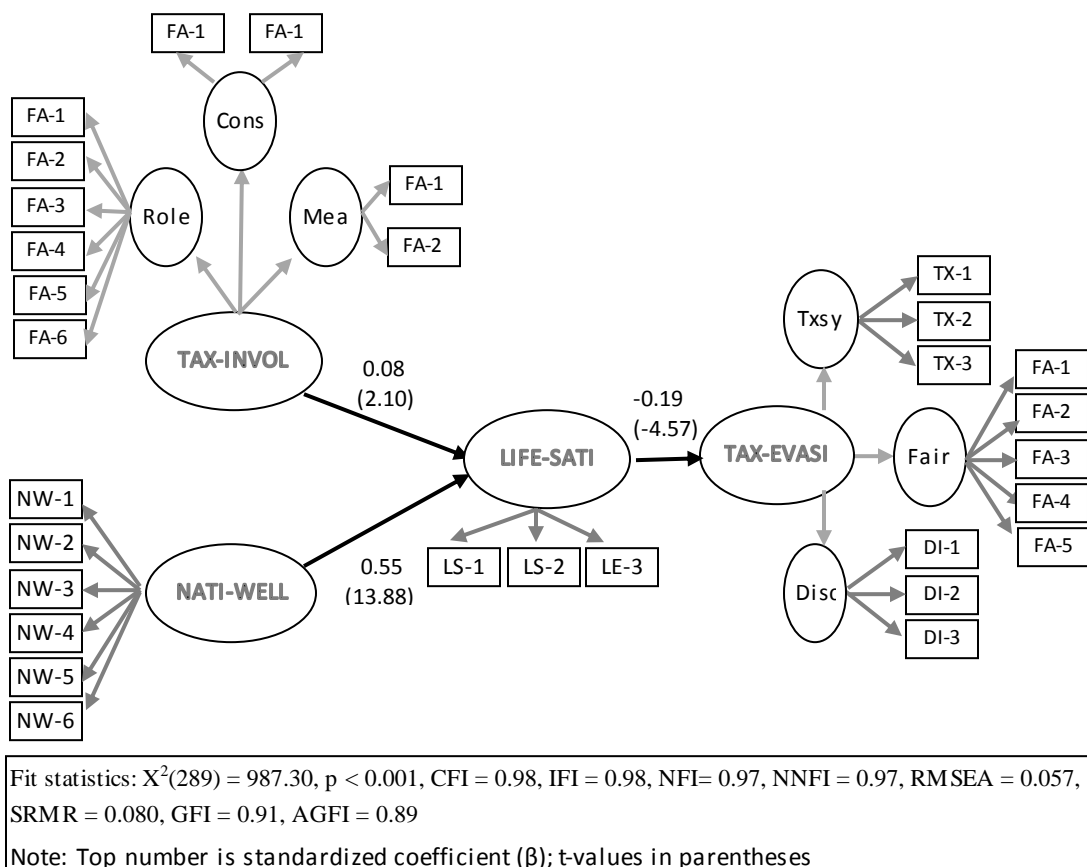 FA-1
FA-1
Cons
FA-1
FA-2
FA-3
FA-4
FA-5
FA-6
Role
Mea
FA-1
FA-2
TAX-INVOL
0.08
(2.10)
NW-1
NW-2
NW-3
NW-4
NW-5
NW-6
NATI-WELL
0.55
(13.88)
LIFE-SATI
LS-1
LS-2
LE-3
-0.19
(-4.57)
TAX-EVASI
Txsy
TX-1
TX-2
TX-3
Fair
FA-1
FA-2
FA-3
FA-4
FA-5
Disc
DI-1
DI-2
DI-3
Fit statistics: X²(289) = 987.30, p < 0.001, CFI = 0.98, IFI = 0.98, NFI= 0.97, NNFI = 0.97, RMSEA = 0.057,
SRMR = 0.080, GFI = 0.91, AGFI = 0.89
Note: Top number is standardized coefficient (β); t-values in parentheses